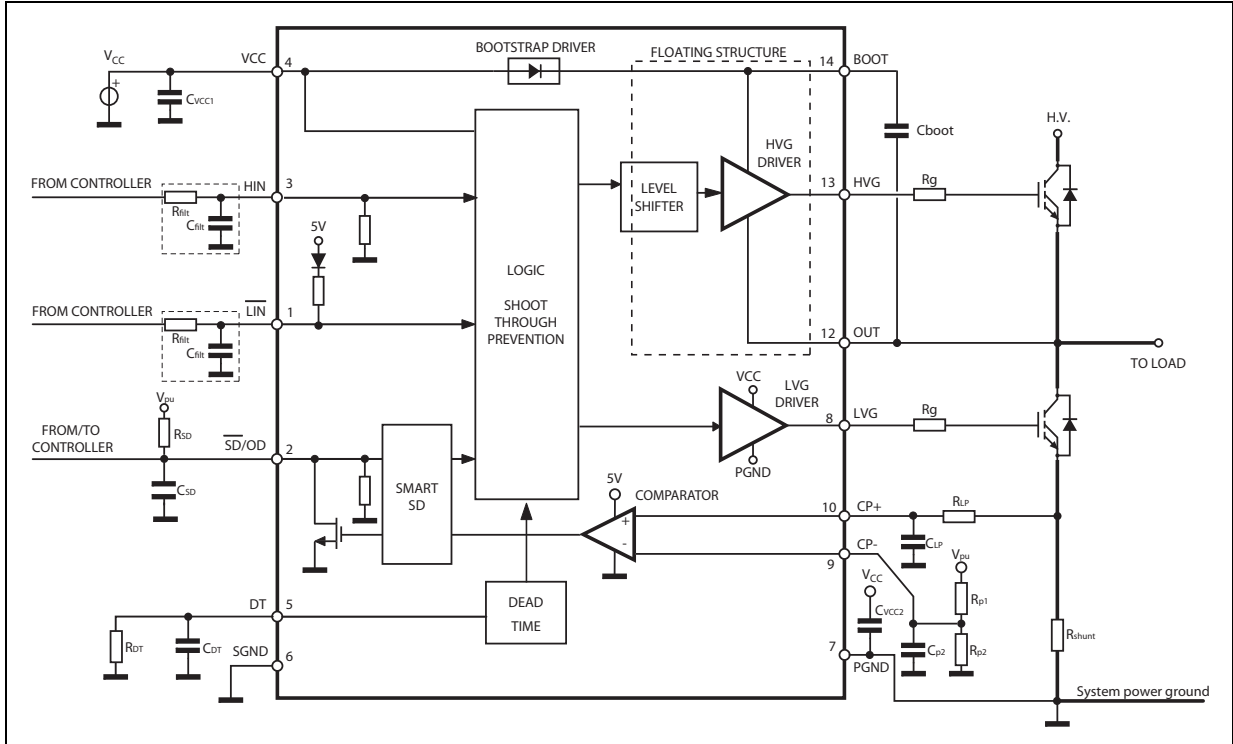 BOOTSTRAP DRIVER
FLOATING STRUCTURE
VCC
4
14
BOOT
VCC
+
CVCC1
Cboot
H.V.
HVG
DRIVER
FROM CONTROLLER
HIN
3
LEVEL
SHIFTER
13
HVG
Rg
Rfilt
Cfilt
5V
LOGIC
SHOOT
THROUGH
PREVENTION
FROM CONTROLLER
LIN
1
12
OUT
TO LOAD
Rfilt
Cfilt
Vpu
RSD
VCC
LVG
DRIVER
8
LVG
Rg
PGND
FROM/TO
CONTROLLER
SD/OD
2
CSD
SMART
SD
5V
COMPARATOR
+
-
10
CP+
RLP
CLP
CP-
9
Vpu
VCC
Rp1
CVCC2
DT
5
DEAD
TIME
RDT
CDT
SGND
6
7
PGND
Cp2
Rp2
Rshunt
System power ground